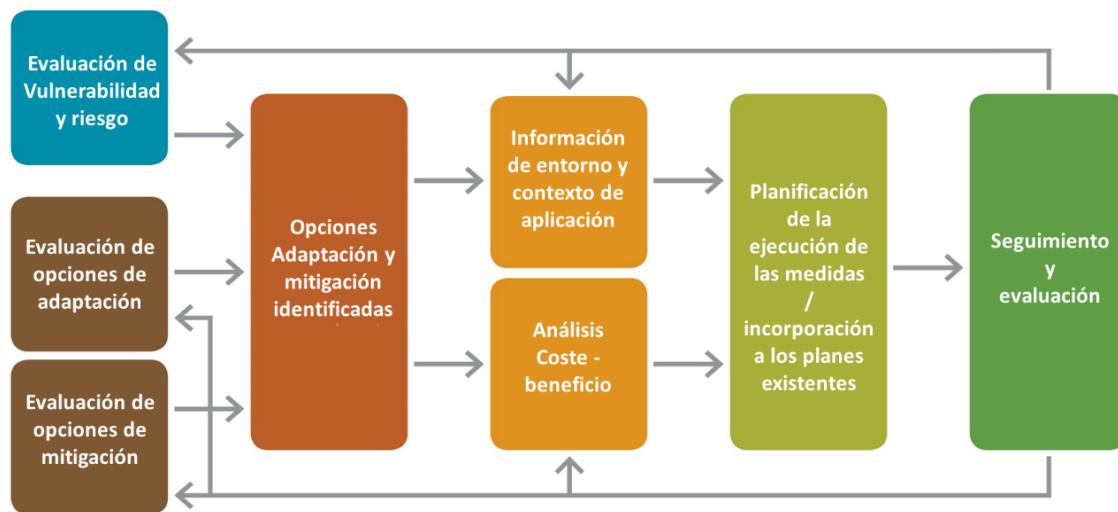 Evaluación de
Vulnerabilidad
y riesgo
Evaluación de
opciones de
adaptación
Evaluación de
opciones de
mitigación
Opciones
Adaptación y
mitigación
identificadas
Información
de entorno y
contexto de
aplicación
Análisis
Coste -
beneficio
Planificación
de la
ejecución de
las medidas
/
incorporación
a los planes
existentes
Seguimiento
y
evaluación